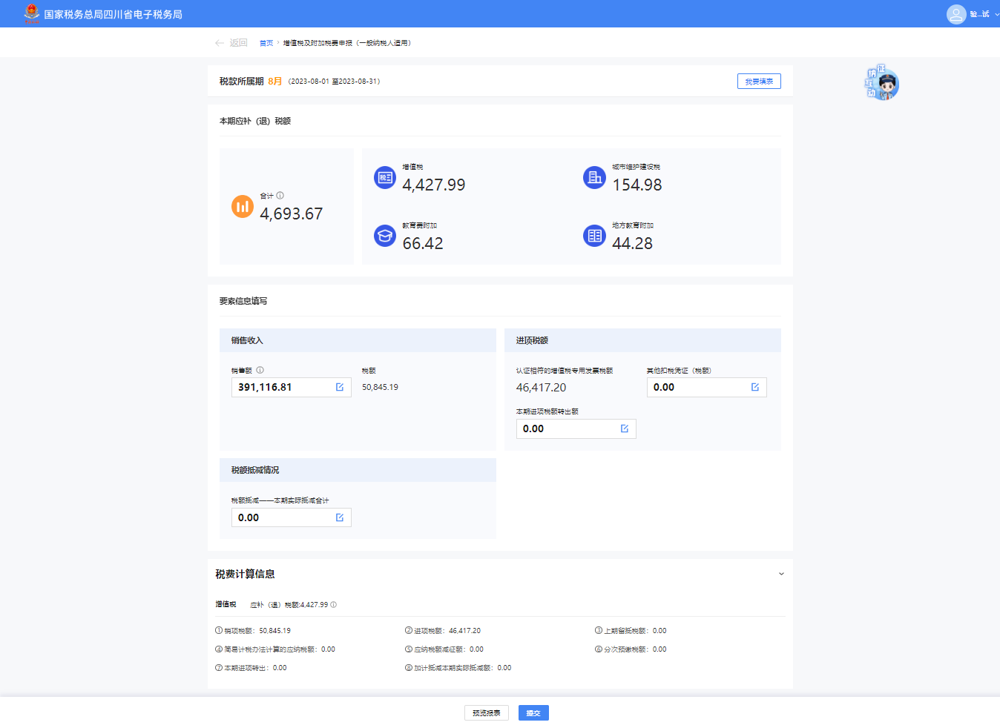 国家税务总局四川省电子税务局
验...试
返回 首页 > 增值税及附加税费申报（一般纳税人适用）
税款所属期 8月 （2023-08-01 至2023-08-31）
我要填表
征纳互动
本期应补（退）税额
合计
4,693.67
增值税
4,427.99
城市维护建设税
154.98
教育费附加
66.42
地方教育附加
44.28
要素信息填写
销售收入
销售额 税额
391,116.81 50,845.19
进项税额
认证相符的增值税专用发票税额 其他扣税凭证（税额）
46,417.20 0.00
本期进项税额转出额
0.00
税额抵减情况
税额抵减——本期实际抵减合计
0.00
税费计算信息
增值税 应补（退）税额:4,427.99
①销项税额：50,845.19 ②进项税额：46,417.20 ③上期留抵税额：0.00
④简易计税办法计算的应纳税额：0.00 ⑤应纳税额减征额：0.00 ⑥分次预缴税额：0.00
⑦本期进项转出：0.00 ⑧加计抵减本期实际抵减额：0.00
预览报表 提交